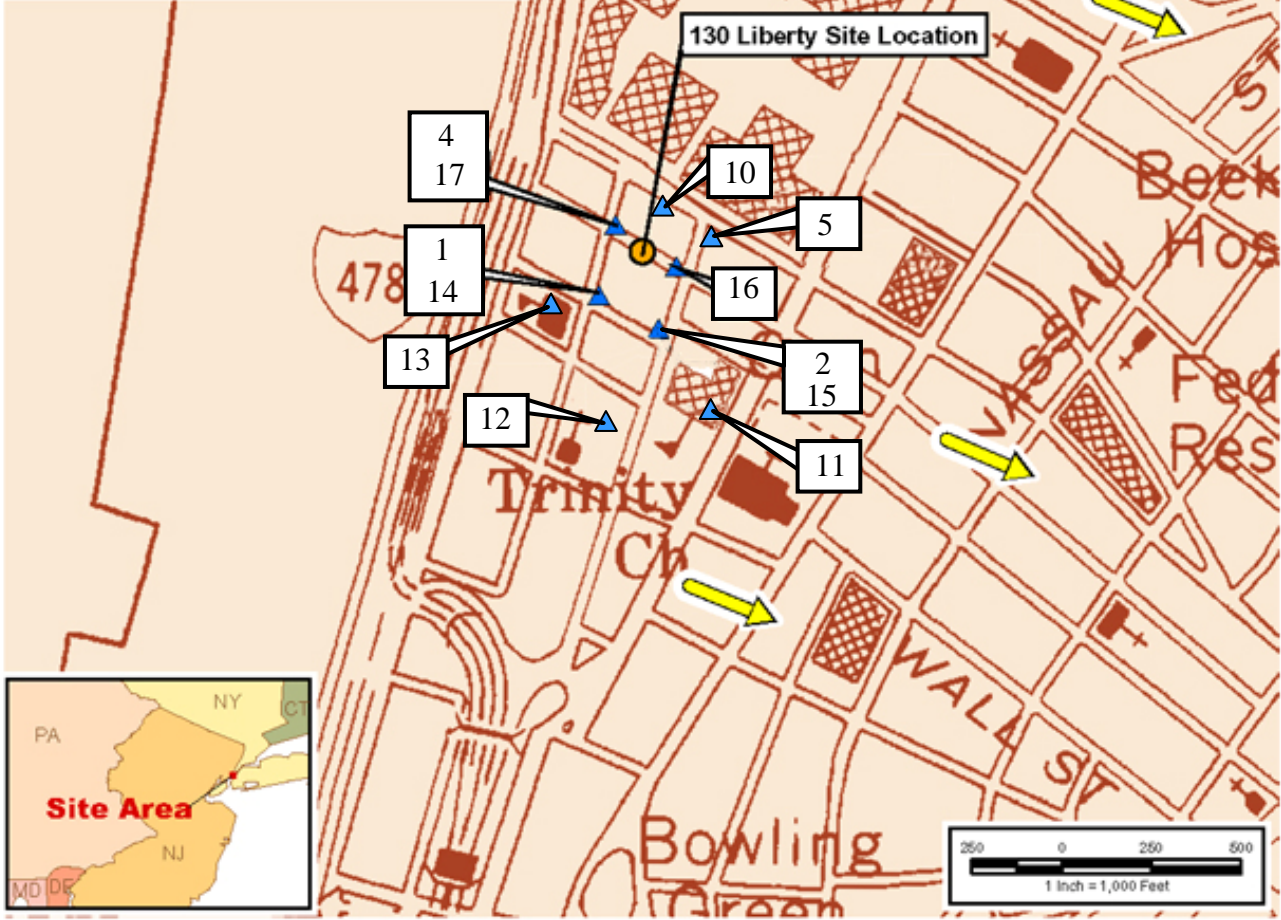 130 Liberty Site Location
ST
4
17
10
5
Beek
Hos
1
14
478
16
13
2
15
NASSAU
Fed
Res
12
11
Trinity
Ch
WALL ST
NY
CT
PA
Site Area
NJ
MD
DE
Bowling
Green
250 0 250 500
1 Inch = 1,000 Feet